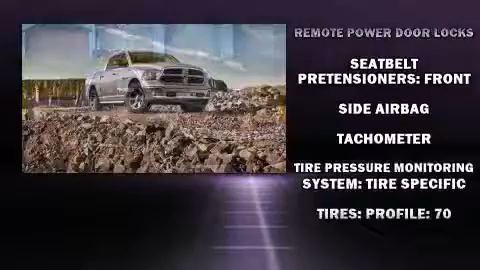 REMOTE POWER DOOR LOCKS
SEATBELT
PRETENSIONERS: FRONT
SIDE AIRBAG
TACHOMETER
TIRE PRESSURE MONITORING
SYSTEM: TIRE SPECIFIC
TIRES: PROFILE: 70